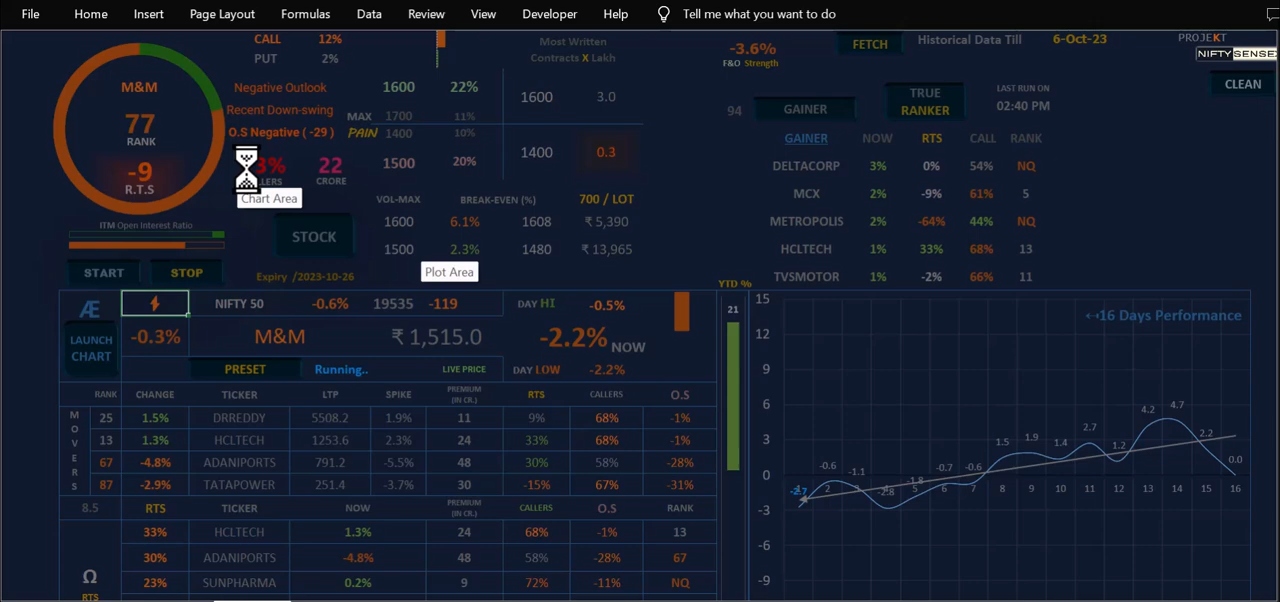 File Home Insert Page Layout Formulas Data Review View Developer Help Tell me what you want to do
M&M
77
RANK
-9
R.T.S
CALL 12%
PUT 2%
Negative Outlook
Recent Down-swing
O.S Negative ( -29 )
3%
LLERS
22
CRORE
Chart Area
ITM Open Interest Ratio
STOCK
START STOP
Expiry /2023-10-26
1600 22%
MAX 1700 11%
PAIN 1400 10%
1500 20%
Most Written
Contracts X Lakh
1600 3.0
1400 0.3
VOL-MAX BREAK-EVEN (%) 700 / LOT
1600 6.1% 1608 ₹ 5,390
1500 2.3% 1480 ₹ 13,965
Plot Area
-3.6%
F&O Strength
FETCH
Historical Data Till 6-Oct-23
PROJEKT
NIFTYSENSE
CLEAN
94 GAINER
TRUE
RANKER
LAST RUN ON
02:40 PM
GAINER NOW RTS CALL RANK
DELTACORP 3% 0% 54% NQ
MCX 2% -9% 61% 5
METROPOLIS 2% -64% 44% NQ
HCLTECH 1% 33% 68% 13
TVSMOTOR 1% -2% 66% 11
Æ
LAUNCH
CHART
NIFTY 50 -0.6% 19535 -119 DAY HI -0.5%
-0.3% M&M ₹ 1,515.0 -2.2% NOW
PRESET Running.. LIVE PRICE DAY LOW -2.2%
RANK CHANGE TICKER LTP SPIKE PREMIUM (IN CR.) RTS CALLERS O.S
MOVERS
25 1.5% DRREDDY 5508.2 1.9% 11 9% 68% -1%
13 1.3% HCLTECH 1253.6 2.3% 24 33% 68% -1%
67 -4.8% ADANIPORTS 791.2 -5.5% 48 30% 58% -28%
87 -2.9% TATAPOWER 251.4 -3.7% 30 -15% 67% -31%
8.5 RTS TICKER NOW PREMIUM (IN CR.) CALLERS O.S RANK
33% HCLTECH 1.3% 24 68% -1% 13
30% ADANIPORTS -4.8% 48 58% -28% 67
23% SUNPHARMA 0.2% 9 72% -11% NQ
Ω
RTS
YTD %
21
↔16 Days Performance
15
12
9
6
3
0
-3
-6
-9
-2.7 -0.6 -1.1 -2.8 -1.8 -0.7 -0.6 1.5 1.9 1.4 2.7 1.2 4.2 4.7 2.2 0.0
2 5 6 7 8 9 10 11 12 13 14 15 16